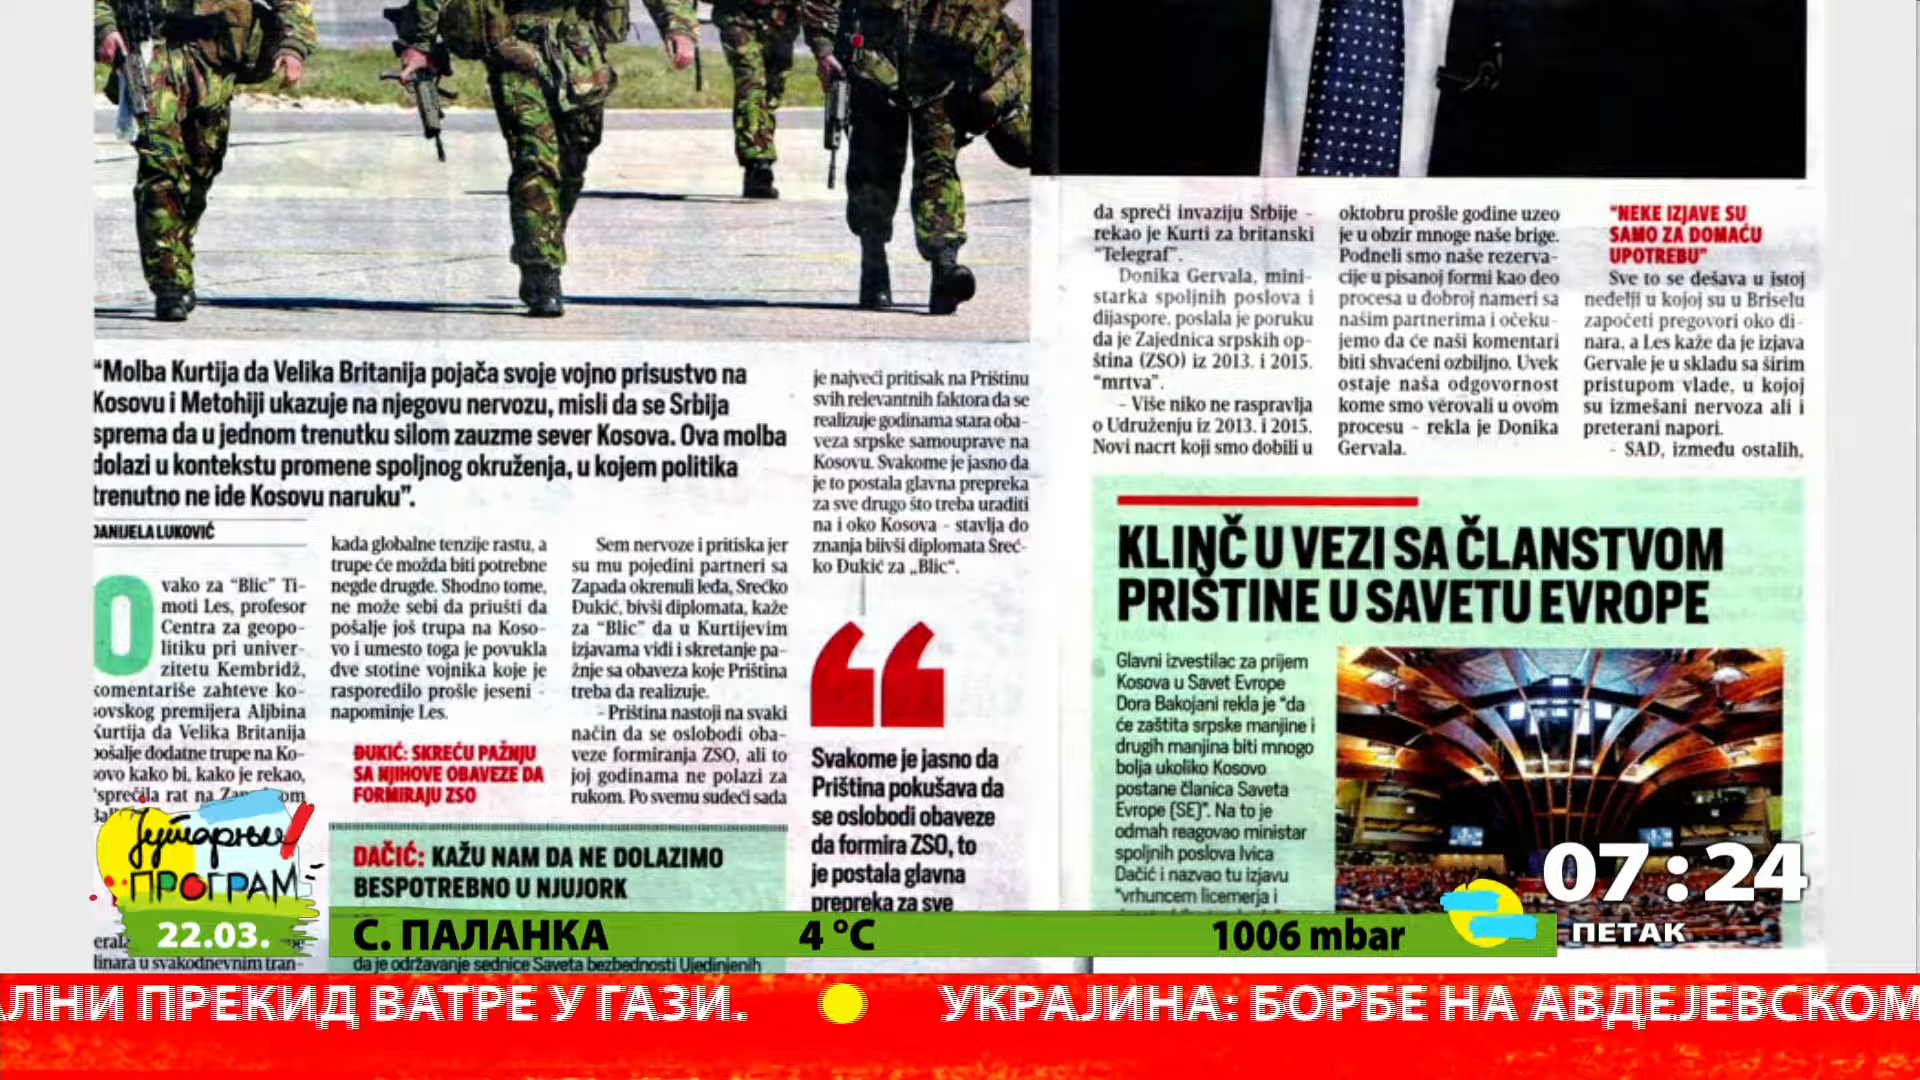 "Molba Kurtija da Velika Britanija pojača svoje vojno prisustvo na
Kosovu i Metohiji ukazuje na njegovu nervozu, misli da se Srbija
sprema da u jednom trenutku silom zauzme sever Kosova. Ova molba
dolazi u kontekstu promene spoljnog okruženja, u kojem politika
trenutno ne ide Kosovu naruku".
DANIJELA LUKOVIĆ
Ovako za "Blic" Ti-
moti Les, profesor
Centra za geopo-
litiku pri univer-
zitetu Kembridž,
komentariše zahteve ko-
sovskog premijera Aljbina
Kurtija da Velika Britanija
pošalje dodatne trupe na Ko-
sovo kako bi, kako je rekao,
"sprečila rat na
linara u svakodnevnim tran-
kada globalne tenzije rastu, a
trupe će možda biti potrebne
negde drugde. Shodno tome,
ne može sebi da priušti da
pošalje još trupa na Koso-
vo i umesto toga je povukla
dve stotine vojnika koje je
rasporedilo prošle jeseni -
napominje Les.
ĐUKIĆ: SKREĆU PAŽNJU
SA NJIHOVE OBAVEZE DA
FORMIRAJU ZSO
Sem nervoze i pritiska jer
su mu pojedini partneri sa
Zapada okrenuli leđa, Srećko
Đukić, bivši diplomata, kaže
za "Blic" da u Kurtijevim
izjavama vidi i skretanje pa-
žnje sa obaveza koje Priština
treba da realizuje.
- Priština nastoji na svaki
način da se oslobodi oba-
veze formiranja ZSO, ali to
joj godinama ne polazi za
rukom. Po svemu sudeći sada
je najveći pritisak na Prištinu
svih relevantnih faktora da se
realizuje godinama stara oba-
veza srpske samouprave na
Kosovu. Svakome je jasno da
je to postala glavna prepreka
za sve drugo što treba uraditi
na i oko Kosova - stavlja do
znanja biivši diplomata Sreć-
ko Đukić za „Blic“.
DAČIĆ: KAŽU NAM DA NE DOLAZIMO
BESPOTREBNO U NJUJORK
da je održavanje sednice Saveta bezbednosti Ujedinjenih
Svakome je jasno da
Priština pokušava da
se oslobodi obaveze
da formira ZSO, to
je postala glavna
prepreka za sve
da spreči invaziju Srbije -
rekao je Kurti za britanski
"Telegraf".
Donika Gervala, mini-
starka spoljnih poslova i
dijaspore, poslala je poruku
da je Zajednica srpskih op-
ština (ZSO) iz 2013. i 2015.
"mrtva".
- Više niko ne raspravlja
o Udruženju iz 2013. i 2015.
Novi nacrt koji smo dobili u
oktobru prošle godine uzeo
je u obzir mnoge naše brige.
Podneli smo naše rezerva-
cije u pisanoj formi kao deo
procesa u dobroj nameri sa
našim partnerima i očeku-
jemo da će naši komentari
biti shvaćeni ozbiljno. Uvek
ostaje naša odgovornost
kome smo verovali u ovom
procesu - rekla je Donika
Gervala.
"NEKE IZJAVE SU
SAMO ZA DOMAĆU
UPOTREBU"
Sve to se dešava u istoj
nedelji u kojoj su u Briselu
započeti pregovori oko di-
nara, a Les kaže da je izjava
Gervale je u skladu sa širim
pristupom vlade, u kojoj
su izmešani nervoza ali i
preterani napori.
- SAD, između ostalih,
KLINČ U VEZI SA ČLANSTVOM
PRIŠTINE U SAVETU EVROPE
Glavni izvestilac za prijem
Kosova u Savet Evrope
Dora Bakojani rekla je "da
će zaštita srpske manjine i
drugih manjina biti mnogo
bolja ukoliko Kosovo
postane članica Saveta
Evrope (SE)". Na to je
odmah reagovao ministar
spoljnih poslova Ivica
Dačić i nazvao tu izjavu
"vrhuncem licemerja i
Јутарњи
ПРОГРАМ
22.03.
С. ПАЛАНКА 4 °C 1006 mbar
07:24
ПЕТАК
АЛНИ ПРЕКИД ВАТРЕ У ГАЗИ. УКРАЈИНА: БОРБЕ НА АВДЕЈЕВСКОМ